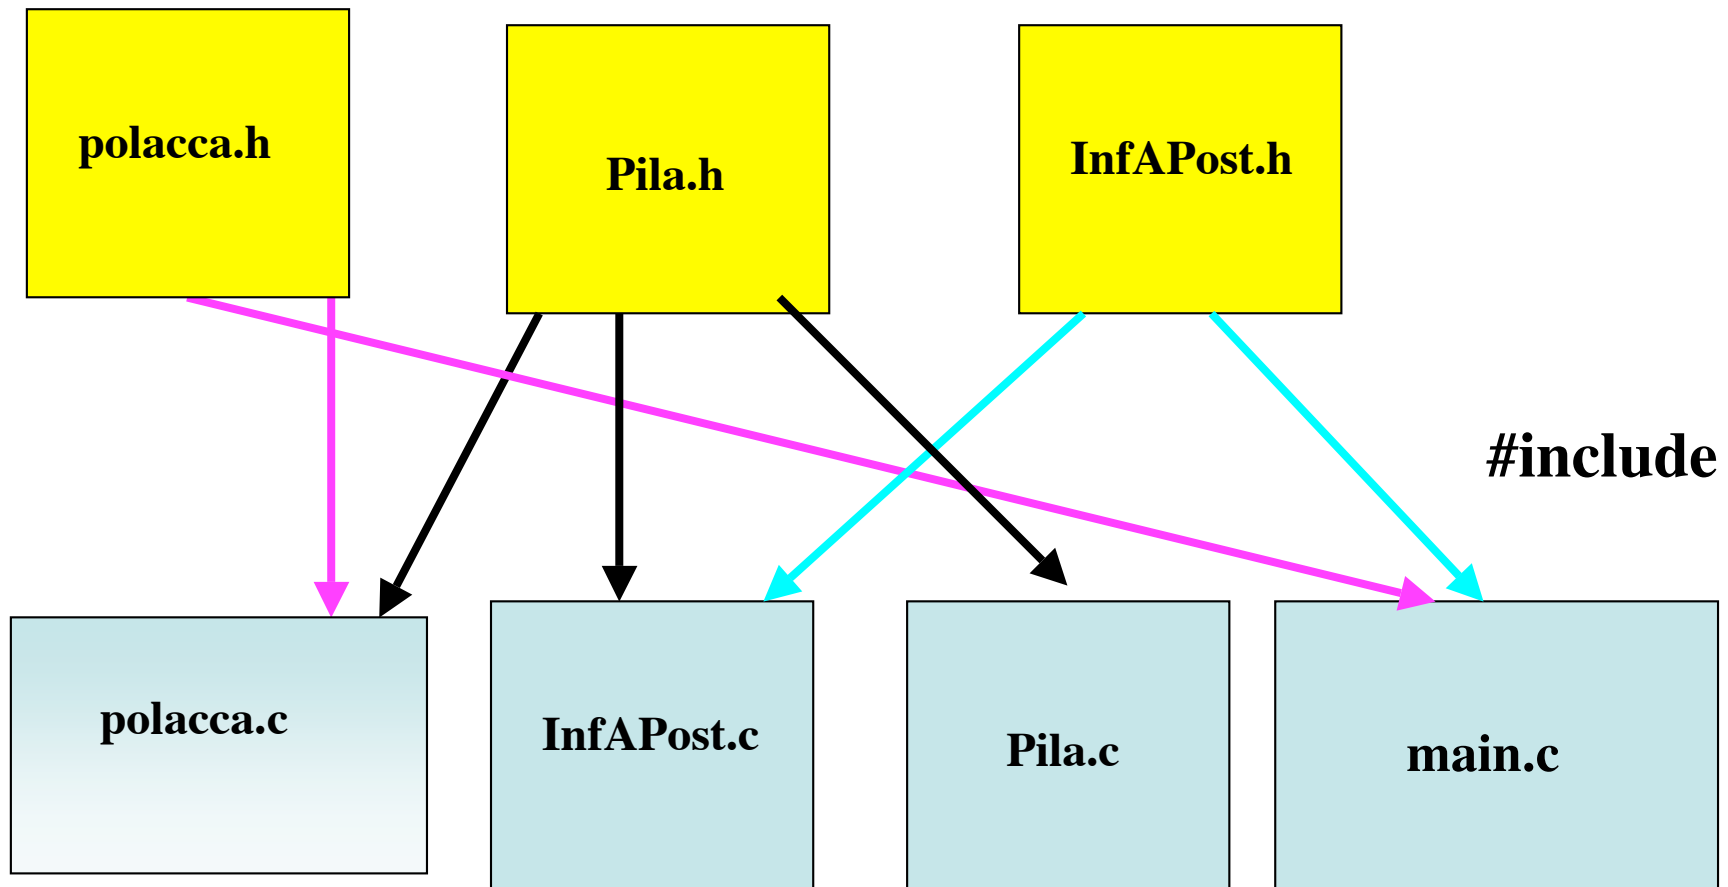 polacca.h
Pila.h
InfAPost.h
#include
polacca.c
InfAPost.c
Pila.c
main.c